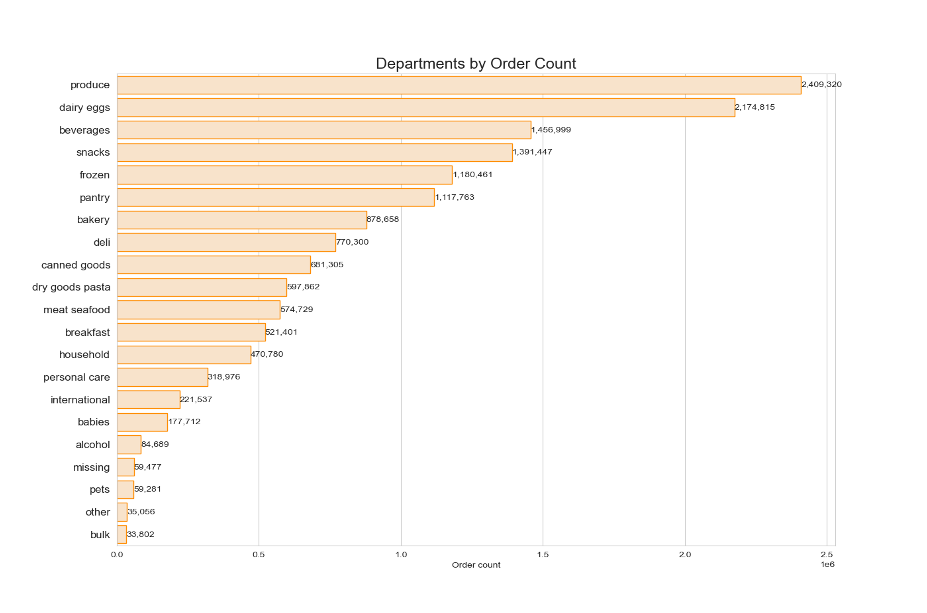 Departments by Order Count
produce 2,409,320
dairy eggs 2,174,815
beverages 1,456,999
snacks 1,391,447
frozen 1,180,461
pantry 1,117,763
bakery 878,658
deli 770,300
canned goods 681,305
dry goods pasta 597,862
meat seafood 574,729
breakfast 521,401
household 470,780
personal care 318,976
international 221,537
babies 177,712
alcohol 84,689
missing 59,477
pets 59,281
other 35,056
bulk 33,802
0.0 0.5 1.0 1.5 2.0 2.5
Order count 1e6